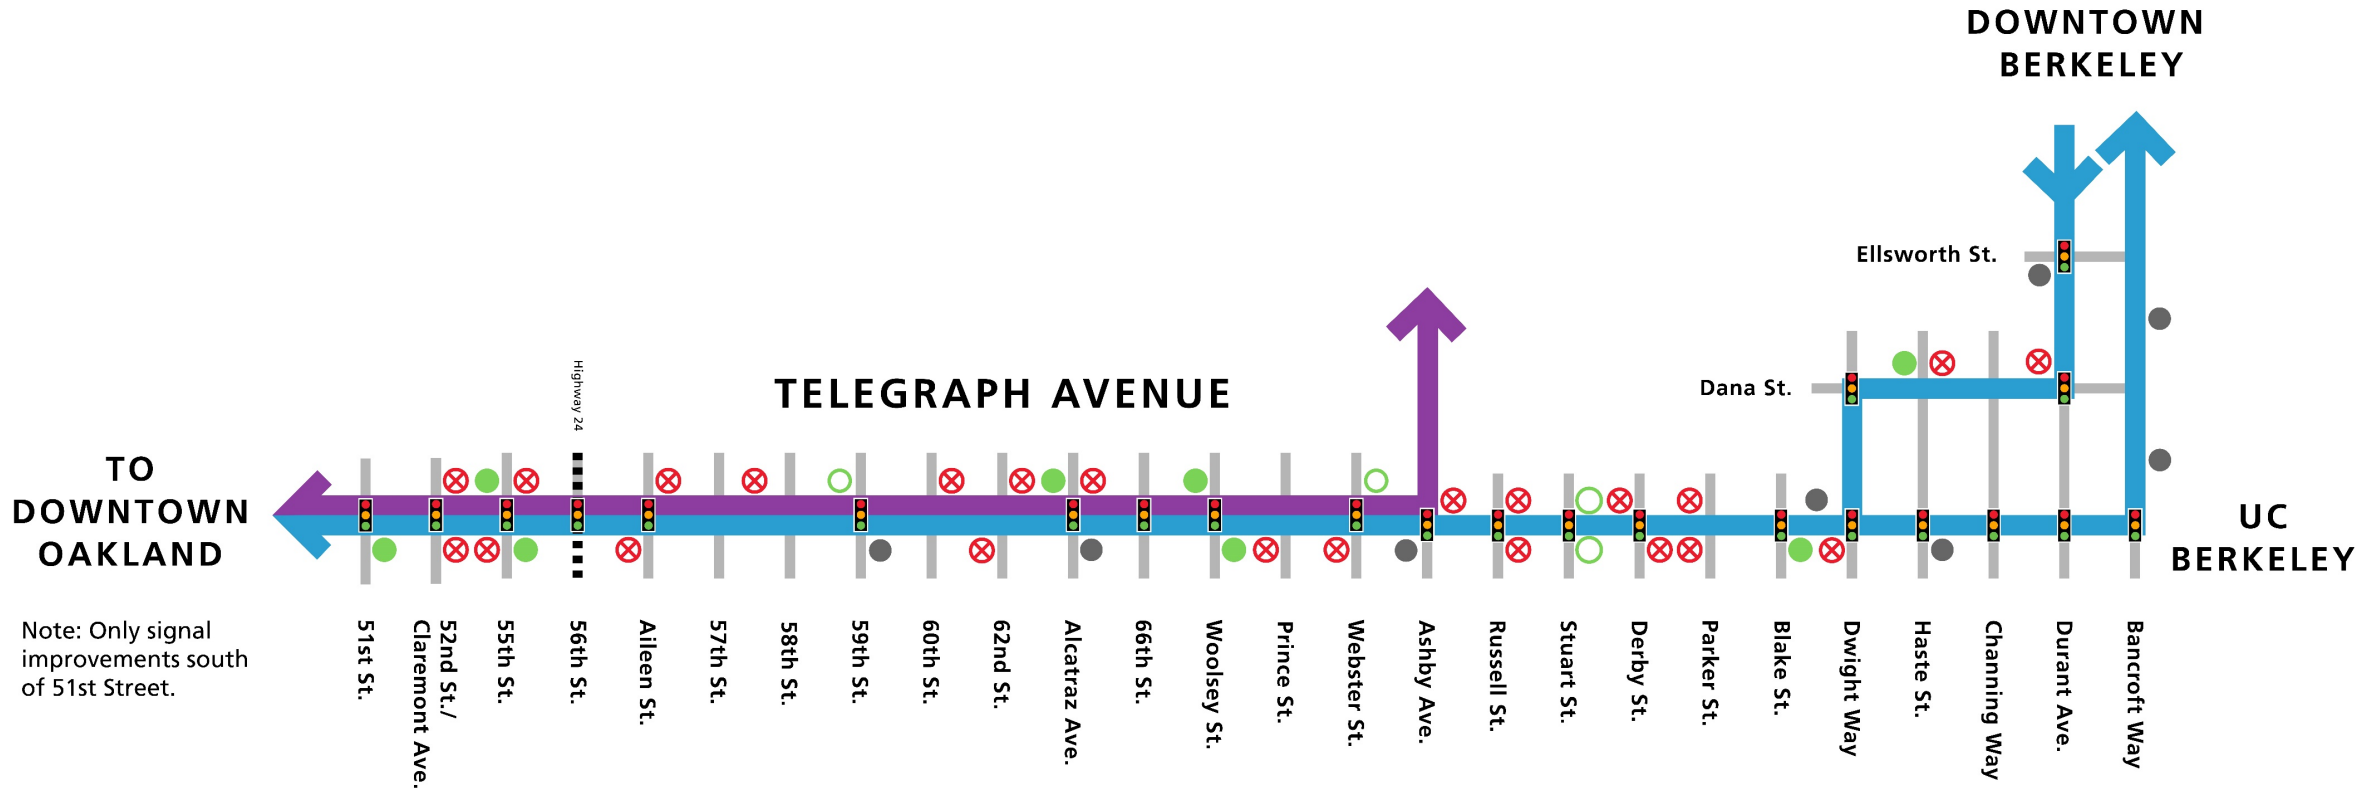 DOWNTOWN
BERKELEY
Ellsworth St.
Dana St.
Highway 24
TELEGRAPH AVENUE
TO
DOWNTOWN
OAKLAND
UC
BERKELEY
Note: Only signal
improvements south
of 51st Street.
51st St.
52nd St./
Claremont Ave.
55th St.
56th St.
Aileen St.
57th St.
58th St.
59th St.
60th St.
62nd St.
Alcatraz Ave.
66th St.
Woolsey St.
Prince St.
Webster St.
Ashby Ave.
Russell St.
Stuart St.
Derby St.
Parker St.
Blake St.
Dwight Way
Haste St.
Channing Way
Durant Ave.
Bancroft Way